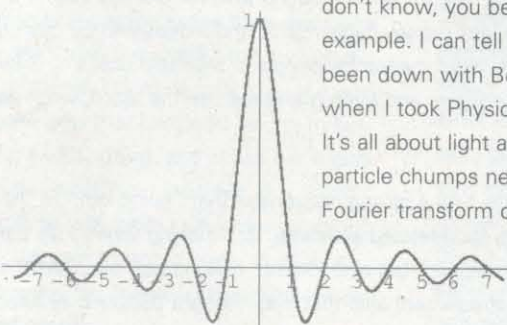 don't know, you be
example. I can tell
been down with Be
when I took Physic
It's all about light a
particle chumps ne
Fourier transform o
1
-7 -6 -5 -4 -3 -2 -1 1 2 3 4 5 6 7